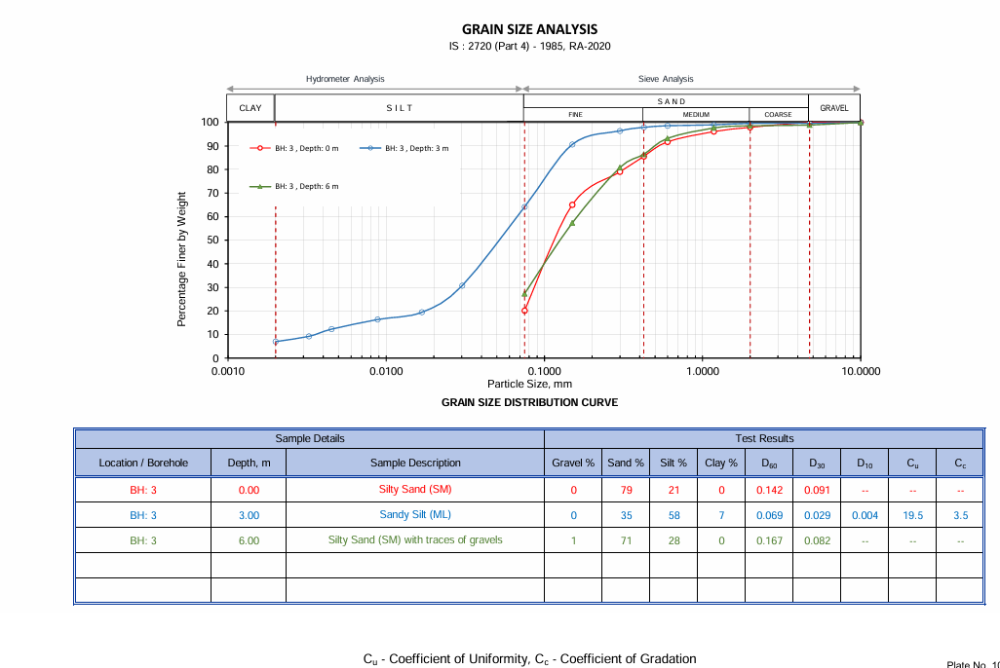 GRAIN SIZE ANALYSIS
IS : 2720 (Part 4) - 1985, RA-2020
Hydrometer Analysis Sieve Analysis
CLAY SILT SAND GRAVEL
FINE MEDIUM COARSE
100
90
80
70
60
50
40
30
20
10
0
BH: 3 , Depth: 0 m BH: 3 , Depth: 3 m
BH: 3 , Depth: 6 m
Percentage Finer by Weight
0.0010 0.0100 0.1000 1.0000 10.0000
Particle Size, mm
GRAIN SIZE DISTRIBUTION CURVE
Sample Details Test Results
Location / Borehole Depth, m Sample Description Gravel % Sand % Silt % Clay % D60 D30 D10 Cu Cc
BH: 3 0.00 Silty Sand (SM) 0 79 21 0 0.142 0.091 -- -- --
BH: 3 3.00 Sandy Silt (ML) 0 35 58 7 0.069 0.029 0.004 19.5 3.5
BH: 3 6.00 Silty Sand (SM) with traces of gravels 1 71 28 0 0.167 0.082 -- -- --
Cu - Coefficient of Uniformity, Cc - Coefficient of Gradation
Plate No.